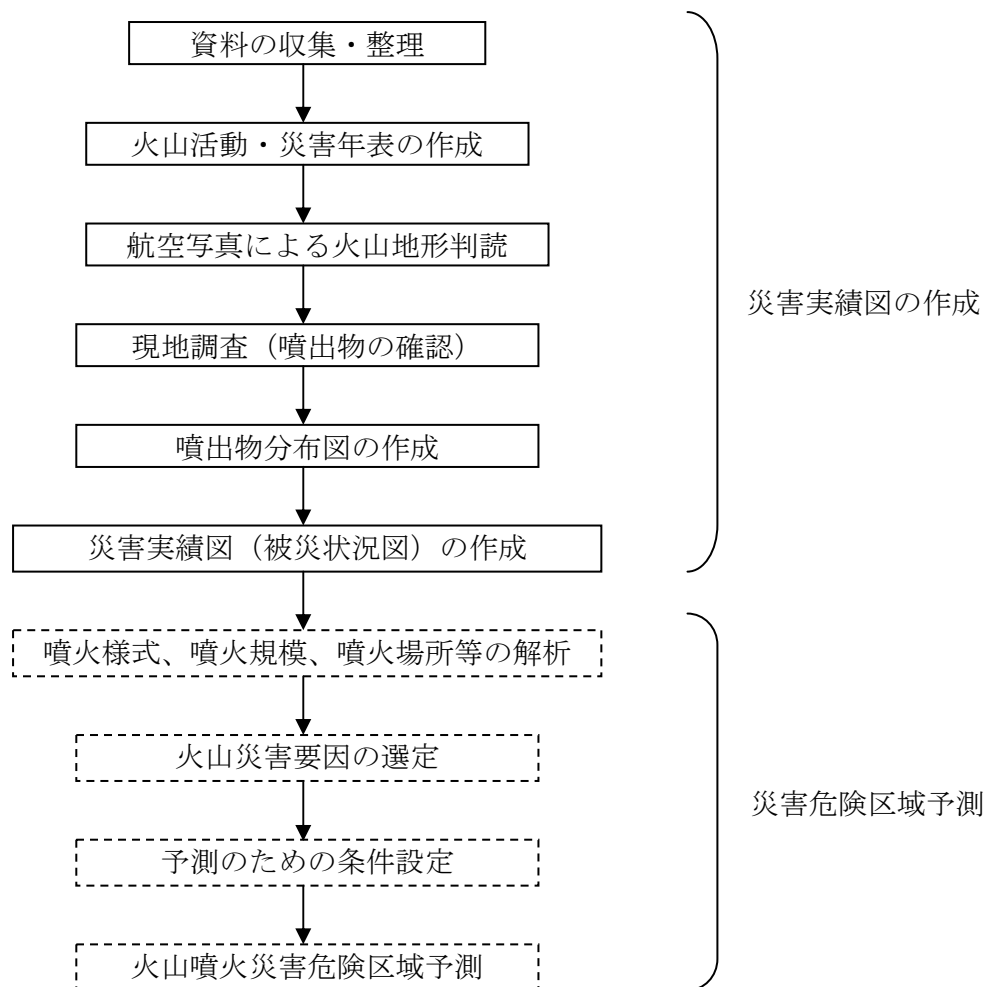 資料の収集・整理
火山活動・災害年表の作成
航空写真による火山地形判読
現地調査（噴出物の確認）
噴出物分布図の作成
災害実績図（被災状況図）の作成
災害実績図の作成
噴火様式、噴火規模、噴火場所等の解析
火山災害要因の選定
予測のための条件設定
火山噴火災害危険区域予測
災害危険区域予測